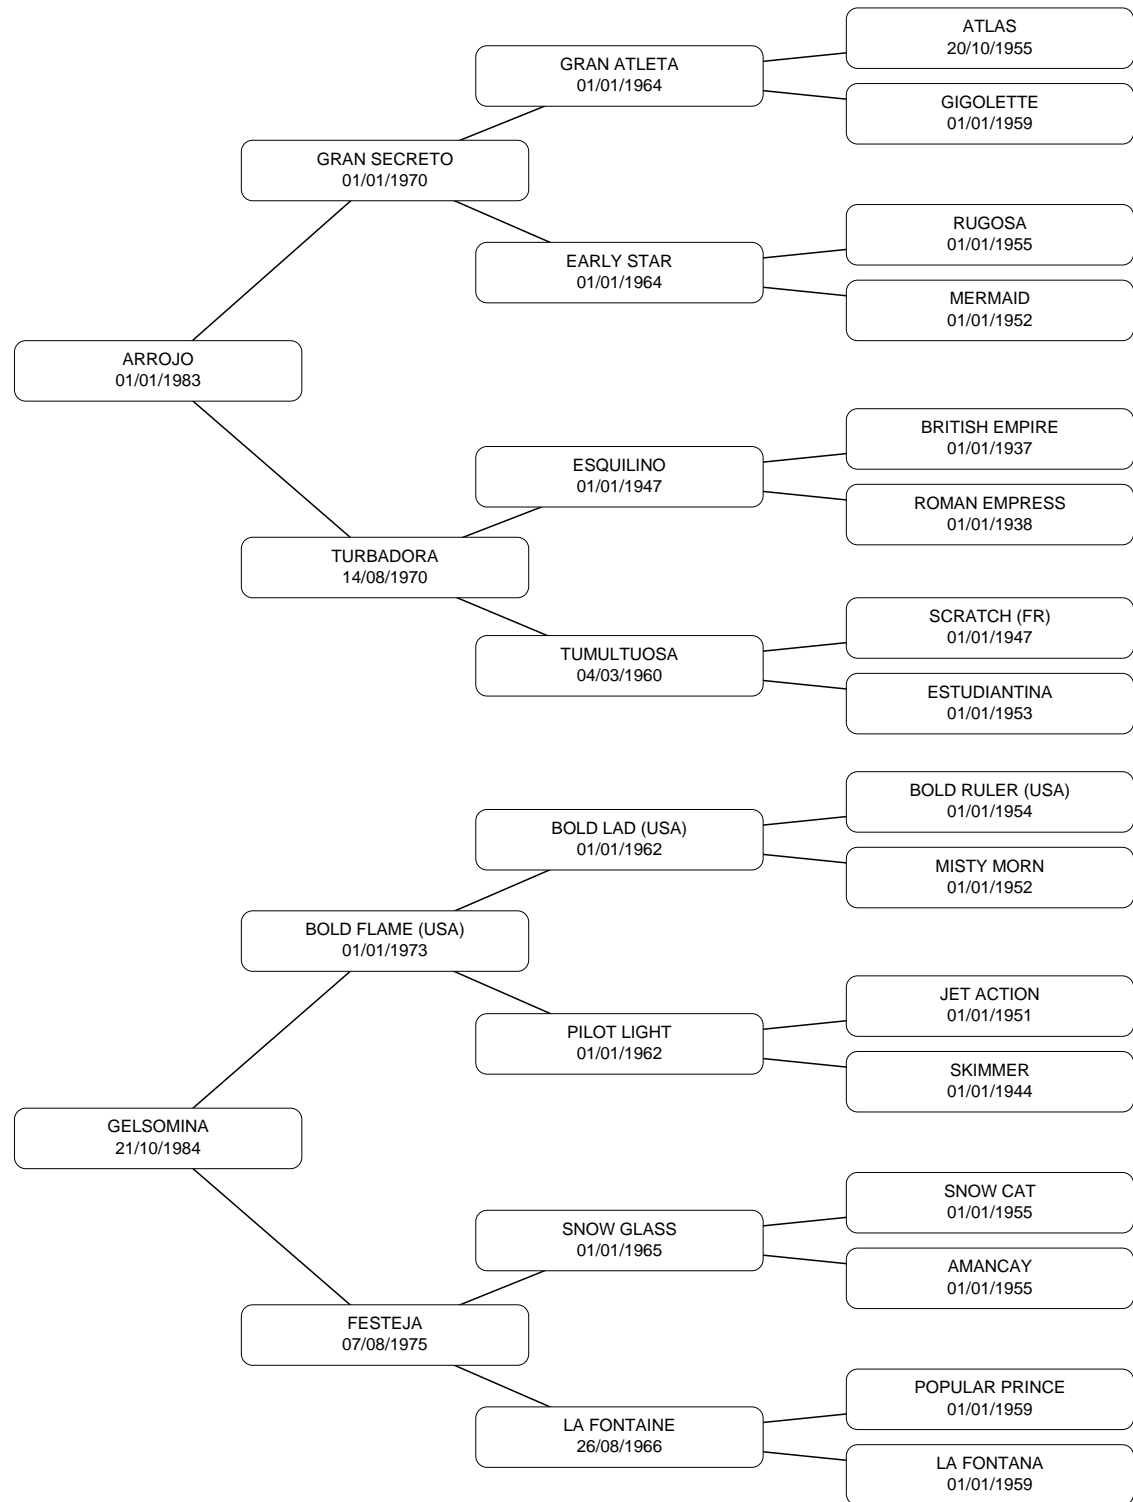 ATLAS
20/10/1955
GRAN ATLETA
01/01/1964
GIGOLETTE
01/01/1959
GRAN SECRETO
01/01/1970
RUGOSA
01/01/1955
EARLY STAR
01/01/1964
MERMAID
01/01/1952
ARROJO
01/01/1983
BRITISH EMPIRE
01/01/1937
ESQUILINO
01/01/1947
ROMAN EMPRESS
01/01/1938
TURBADORA
14/08/1970
SCRATCH (FR)
01/01/1947
TUMULTUOSA
04/03/1960
ESTUDIANTINA
01/01/1953
BOLD RULER (USA)
01/01/1954
BOLD LAD (USA)
01/01/1962
MISTY MORN
01/01/1952
BOLD FLAME (USA)
01/01/1973
JET ACTION
01/01/1951
PILOT LIGHT
01/01/1962
SKIMMER
01/01/1944
GELSOMINA
21/10/1984
SNOW CAT
01/01/1955
SNOW GLASS
01/01/1965
AMANCAY
01/01/1955
FESTEJA
07/08/1975
POPULAR PRINCE
01/01/1959
LA FONTAINE
26/08/1966
LA FONTANA
01/01/1959